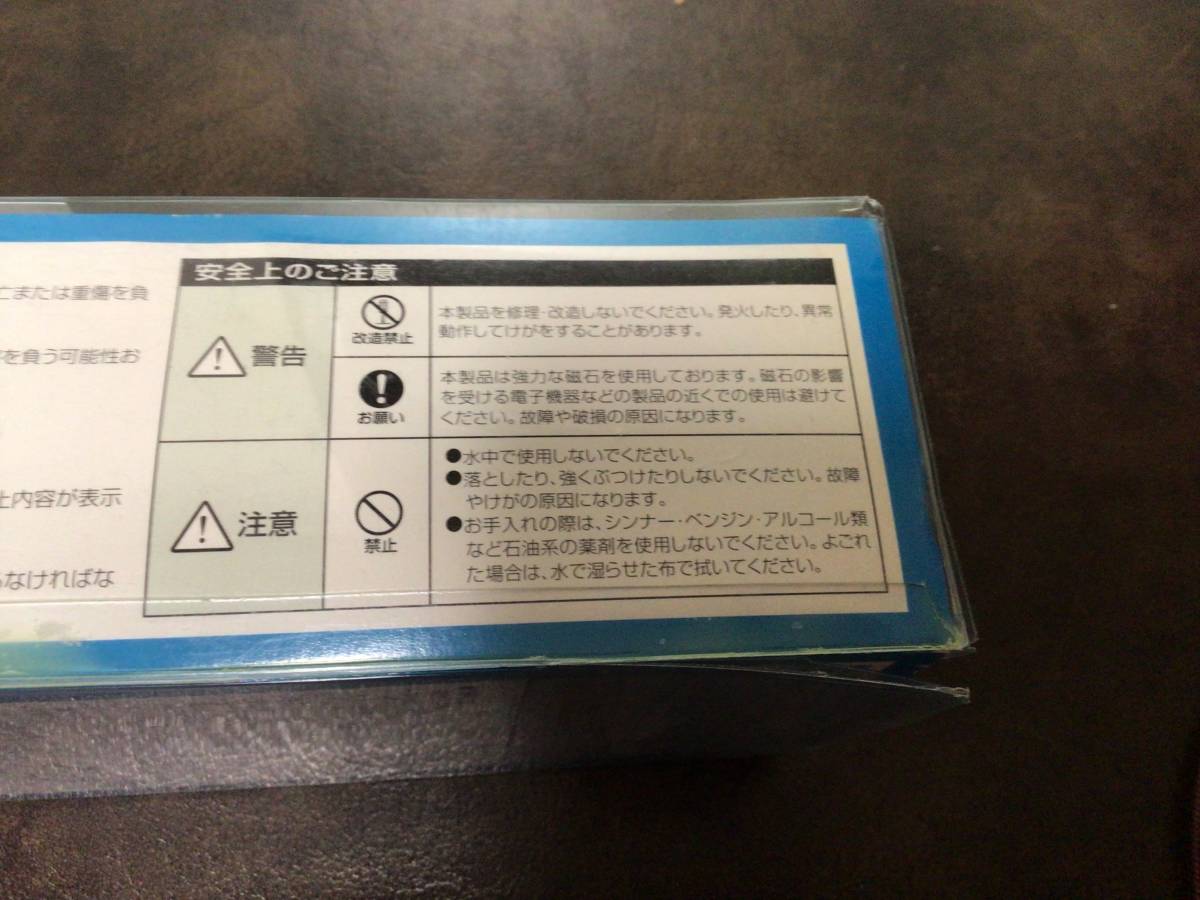 亡または重傷を負
を負う可能性お
止内容が表示
なければな
安全上のご注意
警告
改造禁止
本製品を修理・改造しないでください。発火したり、異常
動作してけがをすることがあります。
お願い
本製品は強力な磁石を使用しております。磁石の影響
を受ける電子機器などの製品の近くでの使用は避けて
ください。故障や破損の原因になります。
注意
禁止
●水中で使用しないでください。
●落としたり、強くぶつけたりしないでください。故障
やけがの原因になります。
●お手入れの際は、シンナー・ベンジン・アルコール類
など石油系の薬剤を使用しないでください。よごれ
た場合は、水で湿らせた布で拭いてください。